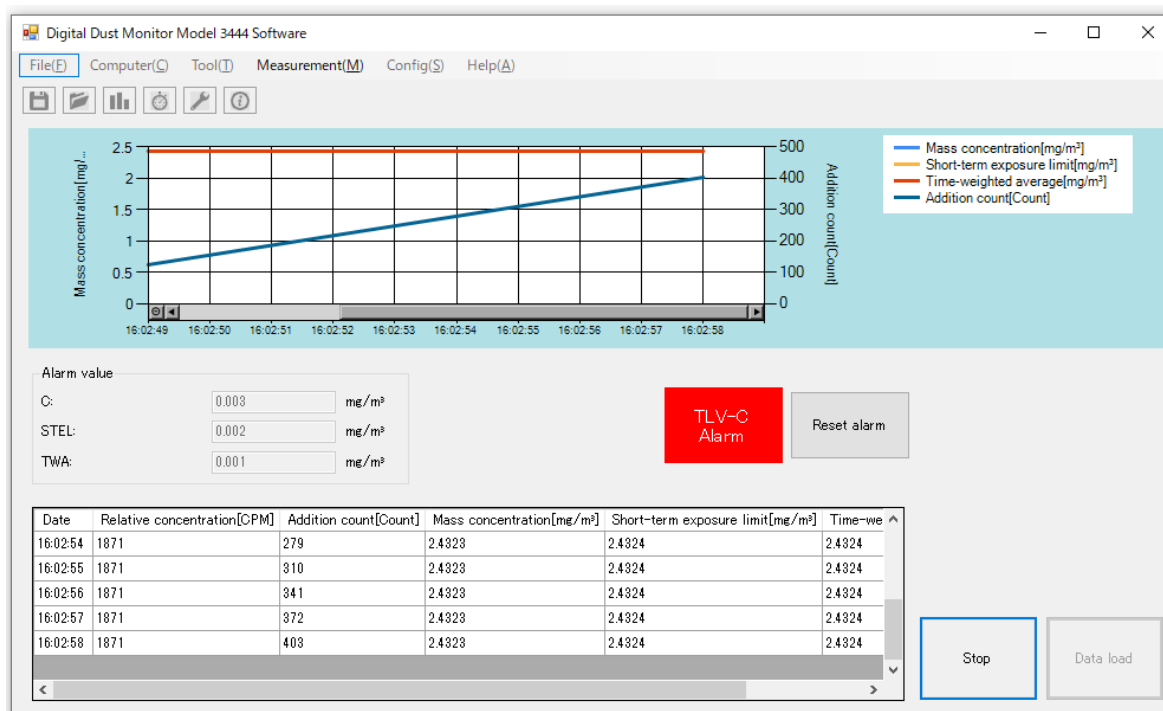 Digital Dust Monitor Model 3444 Software
File(F) Computer(C) Tool(T) Measurement(M) Config(S) Help(A)
Mass concentration[mg/...
2.5
2
1.5
1
0.5
0
500
400
300
200
100
0
Addition count[Count]
16:02:49 16:02:50 16:02:51 16:02:52 16:02:53 16:02:54 16:02:55 16:02:56 16:02:57 16:02:58
Mass concentration[mg/m³]
Short-term exposure limit[mg/m³]
Time-weighted average[mg/m³]
Addition count[Count]
Alarm value
C: 0.003 mg/m³
STEL: 0.002 mg/m³
TWA: 0.001 mg/m³
TLV-C
Alarm
Reset alarm
Date Relative concentration[CPM] Addition count[Count] Mass concentration[mg/m³] Short-term exposure limit[mg/m³] Time-we
16:02:54 1871 279 2.4323 2.4324 2.4324
16:02:55 1871 310 2.4323 2.4324 2.4324
16:02:56 1871 341 2.4323 2.4324 2.4324
16:02:57 1871 372 2.4323 2.4324 2.4324
16:02:58 1871 403 2.4323 2.4324 2.4324
Stop
Data load